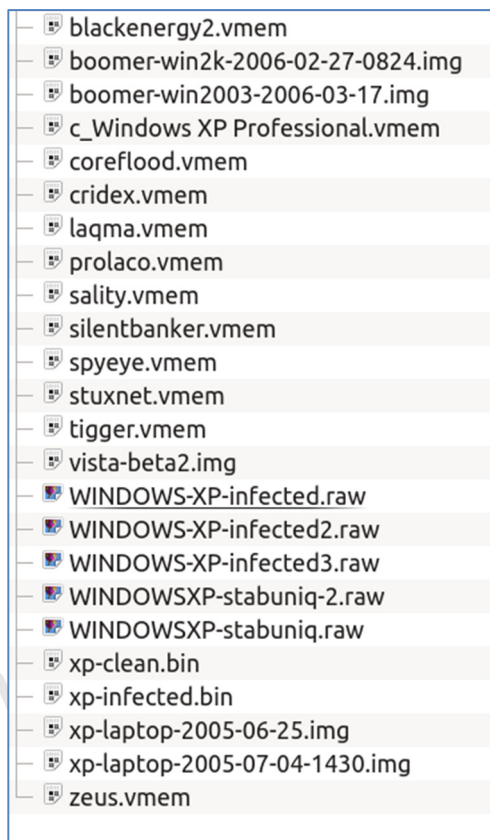 blackenergy2.vmem
boomer-win2k-2006-02-27-0824.img
boomer-win2003-2006-03-17.img
c_Windows XP Professional.vmem
coreflood.vmem
cridex.vmem
laqma.vmem
prolaco.vmem
sality.vmem
silentbanker.vmem
spyeye.vmem
stuxnet.vmem
tigger.vmem
vista-beta2.img
WINDOWS-XP-infected.raw
WINDOWS-XP-infected2.raw
WINDOWS-XP-infected3.raw
WINDOWSXP-stabuniq-2.raw
WINDOWSXP-stabuniq.raw
xp-clean.bin
xp-infected.bin
xp-laptop-2005-06-25.img
xp-laptop-2005-07-04-1430.img
zeus.vmem